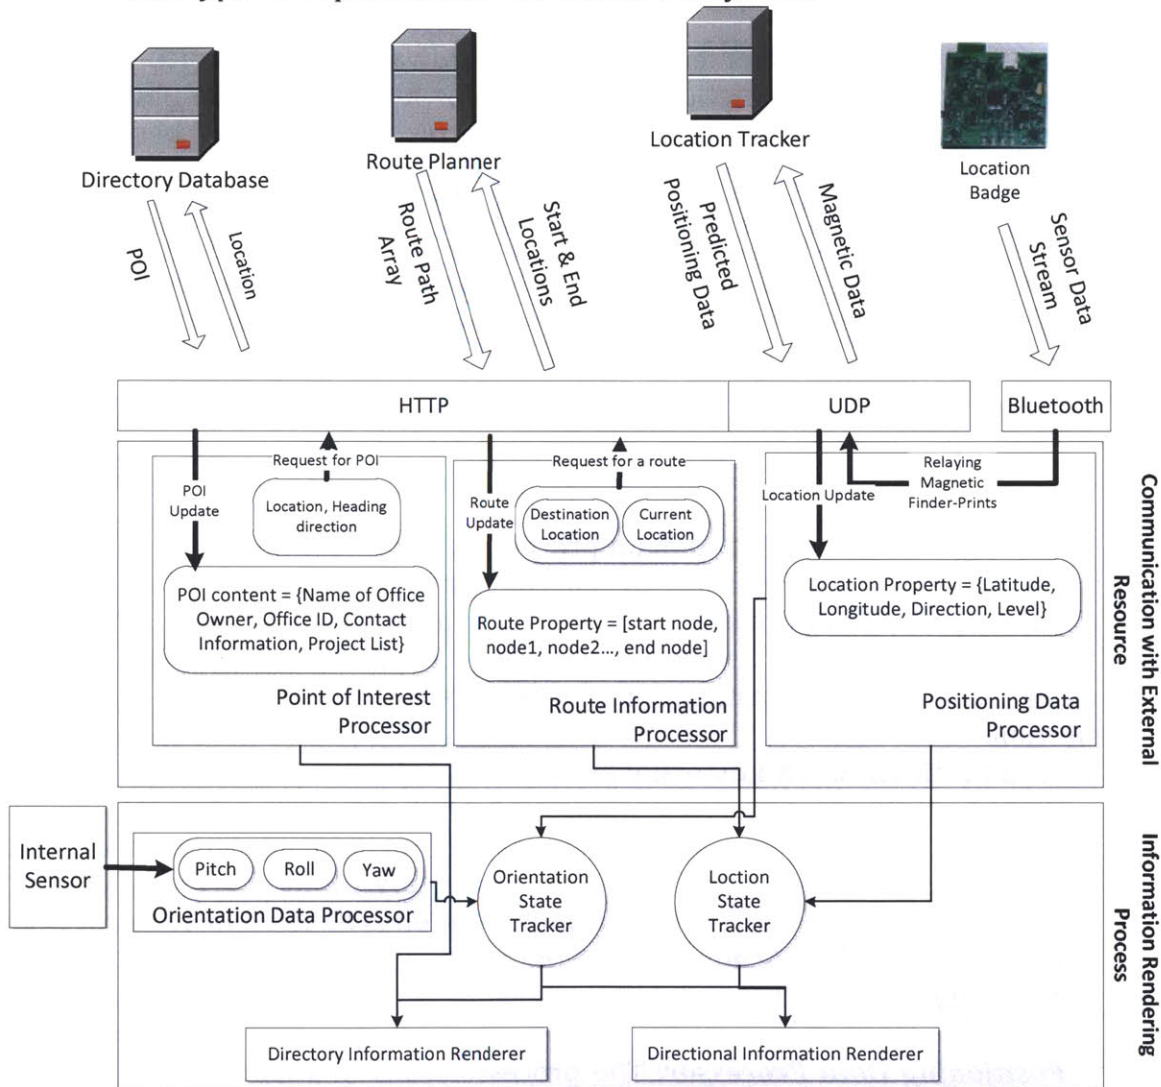 Directory Database
Route Planner
Location Tracker
Location
Badge
POI
Location
Route Path
Array
Start & End
Locations
Predicted
Positioning Data
Magnetic Data
Sensor Data
Stream
HTTP
UDP
Bluetooth
POI
Update
Request for POI
Location, Heading
direction
POI content = {Name of Office
Owner, Office ID, Contact
Information, Project List}
Point of Interest
Processor
Route
Update
Request for a route
Destination
Location
Current
Location
Route Property = [start node,
node1, node2..., end node]
Route Information
Processor
Location Update
Relaying
Magnetic
Finder-Prints
Location Property = {Latitude,
Longitude, Direction, Level}
Positioning Data
Processor
Communication with External
Resource
Internal
Sensor
Pitch
Roll
Yaw
Orientation Data Processor
Orientation
State
Tracker
Loction
State
Tracker
Directory Information Renderer
Directional Information Renderer
Information Rendering
Process